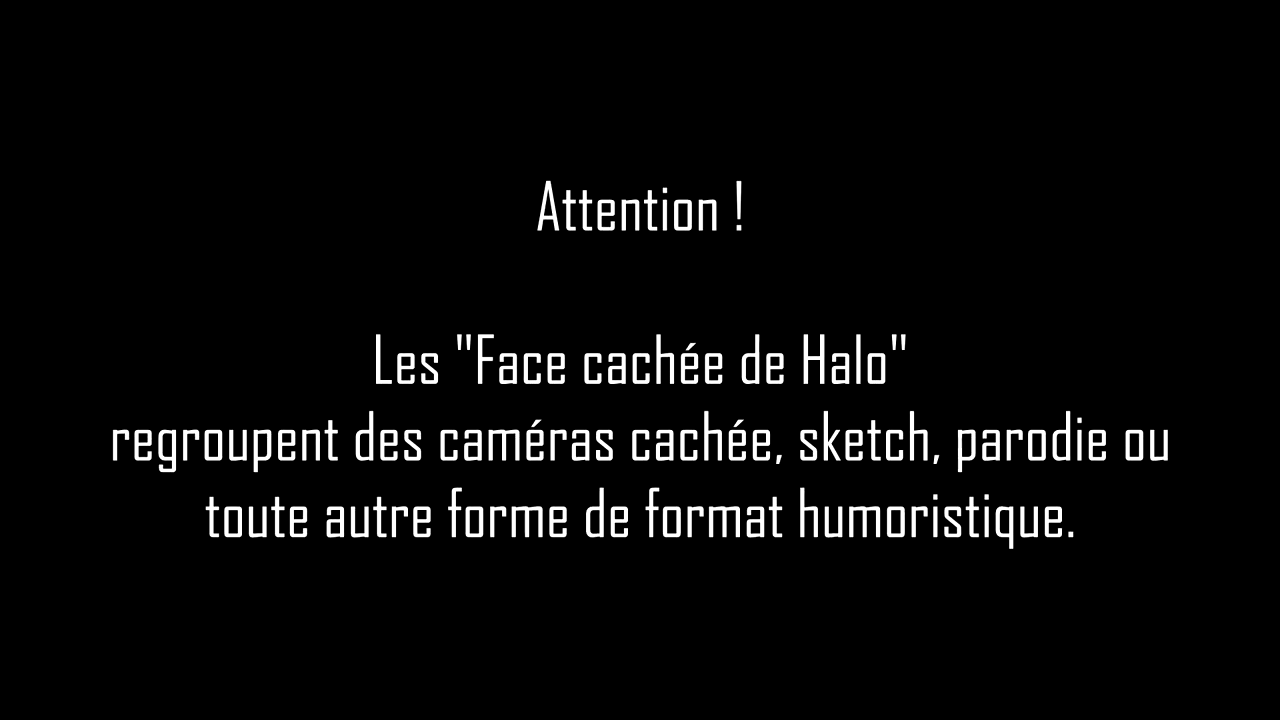 Attention !
Les "Face cachée de Halo"
regroupent des caméras cachée, sketch, parodie ou
toute autre forme de format humoristique.